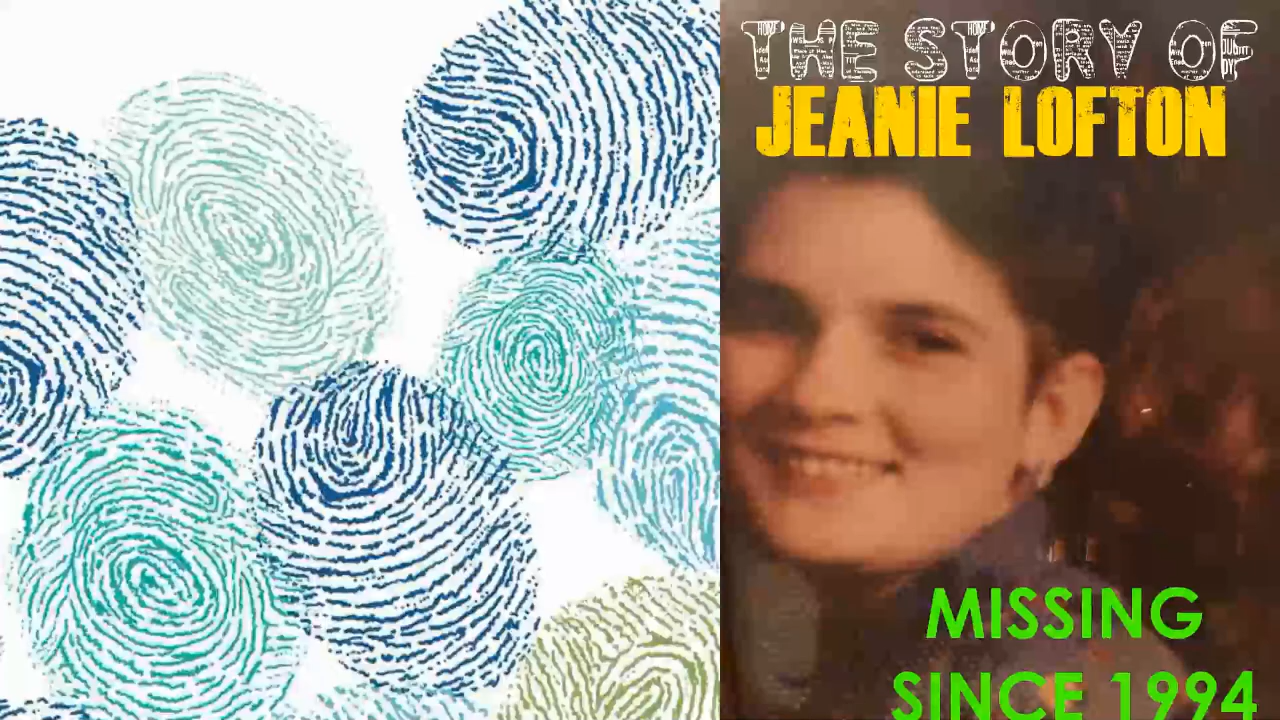 THE STORY OF
JEANIE LOFTON
MISSING
SINCE 1994